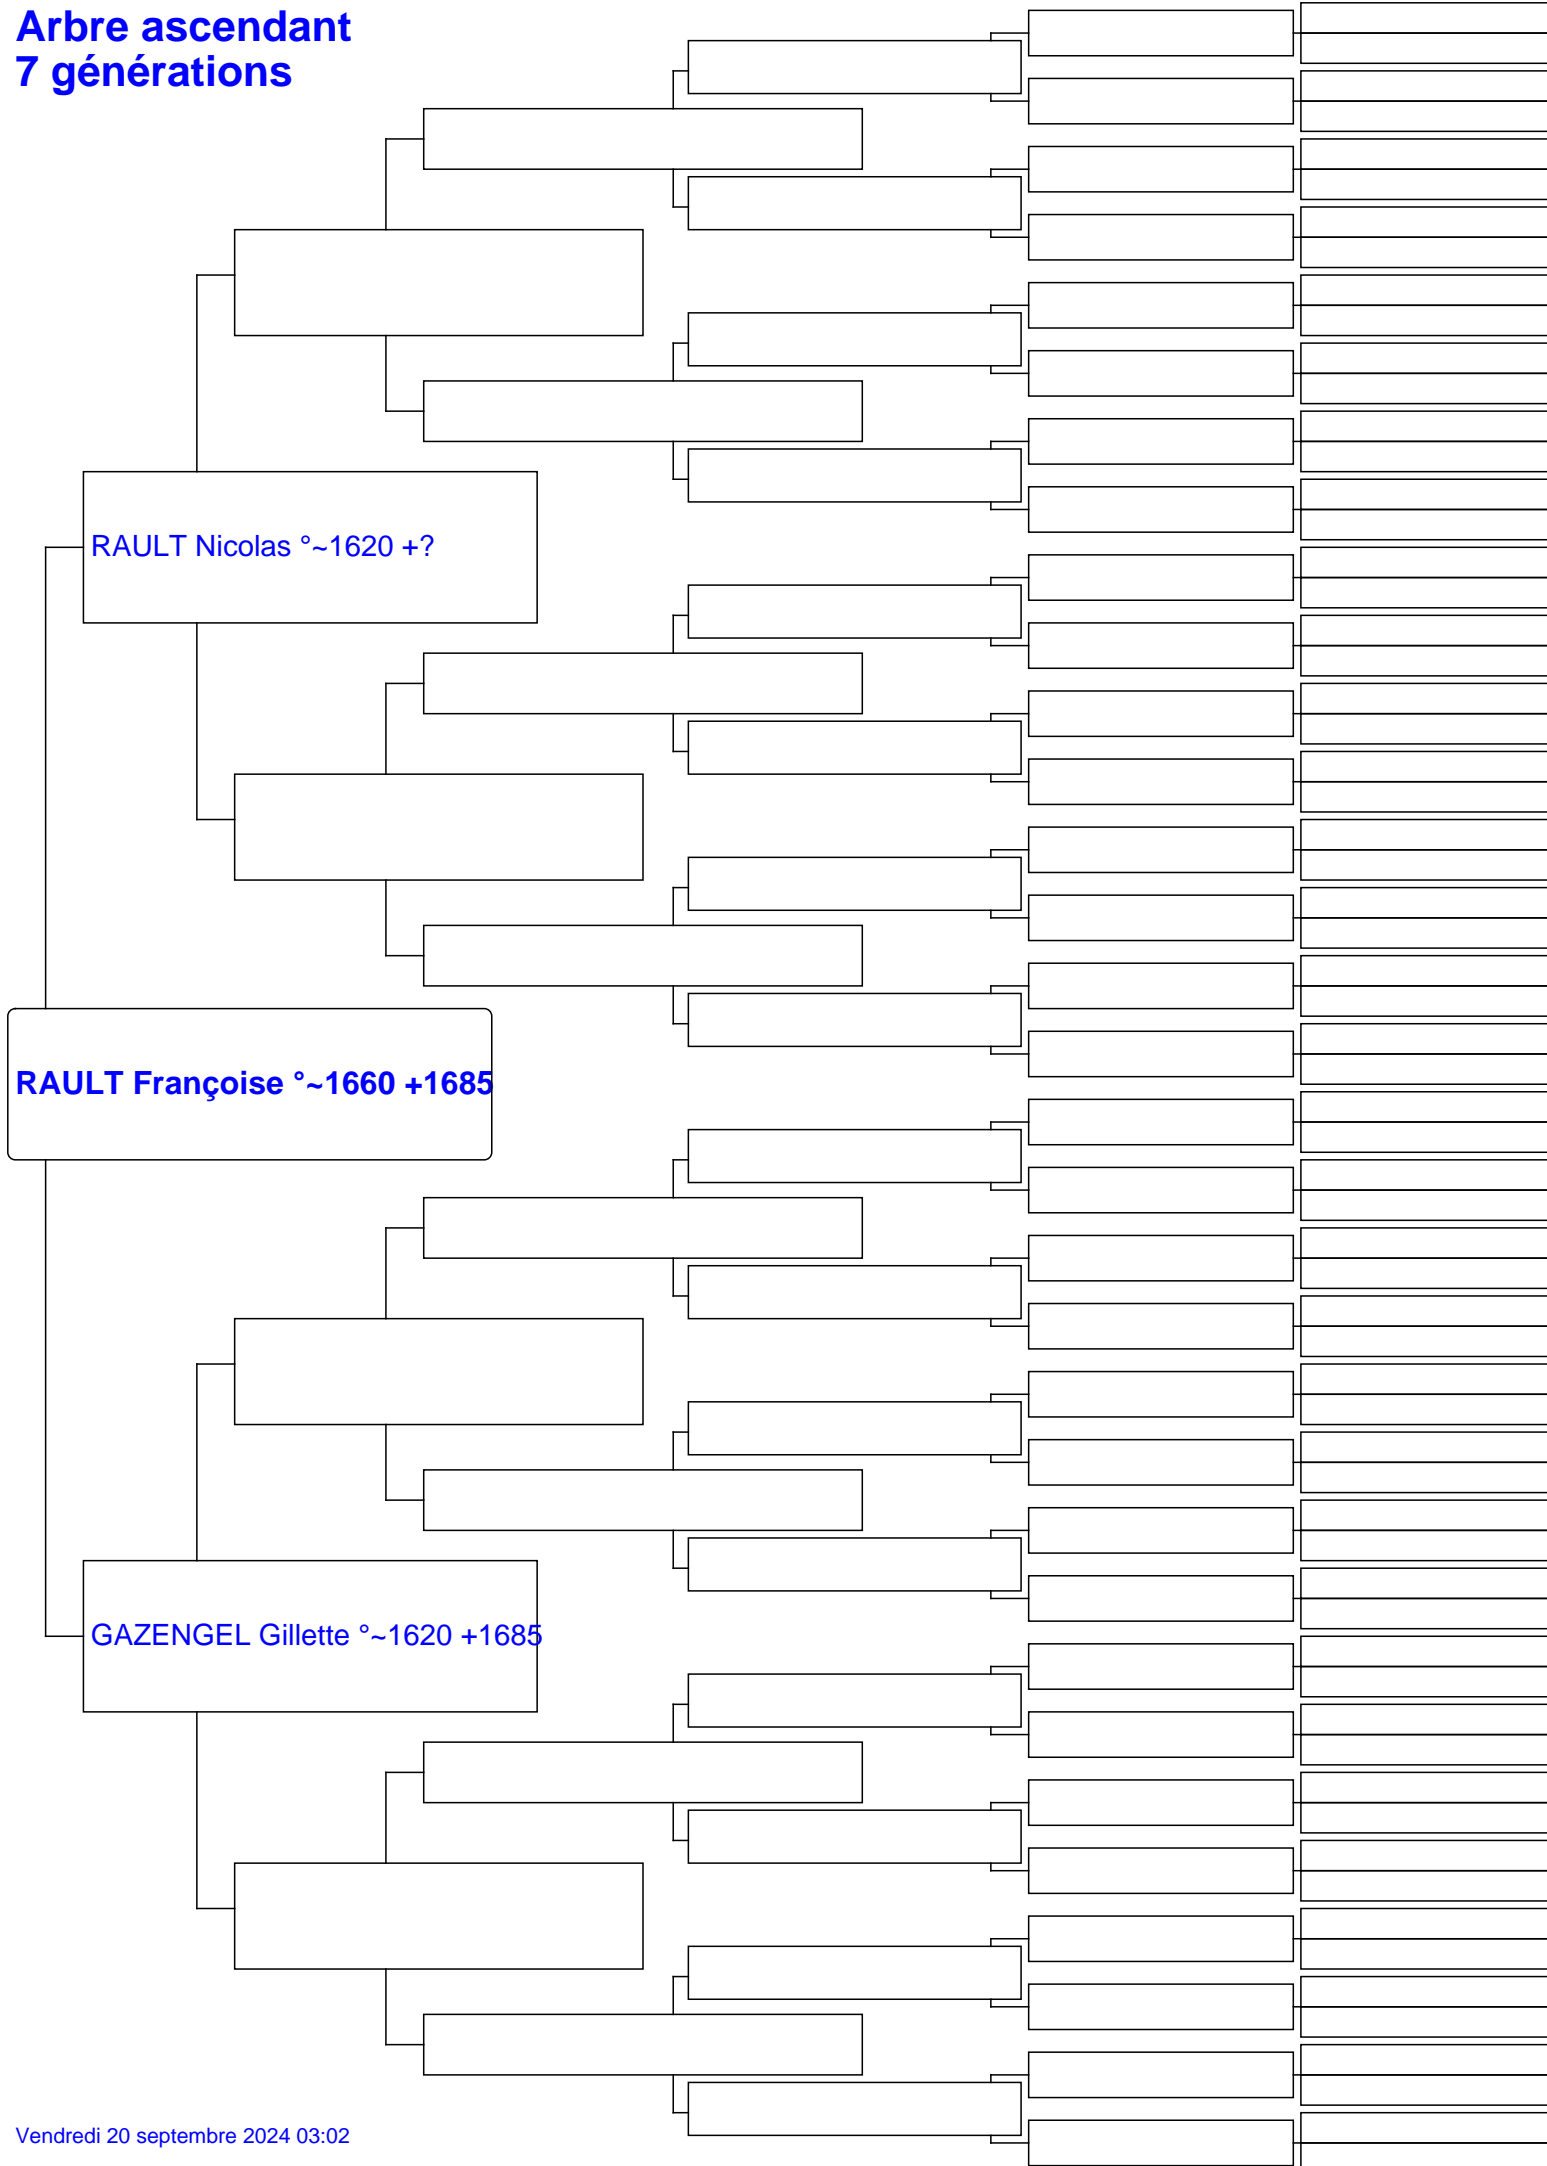 Arbre ascendant
7 générations
RAULT Nicolas °~1620 +?
RAULT Françoise °~1660 +1685
GAZENGEL Gillette °~1620 +1685
Vendredi 20 septembre 2024 03:02